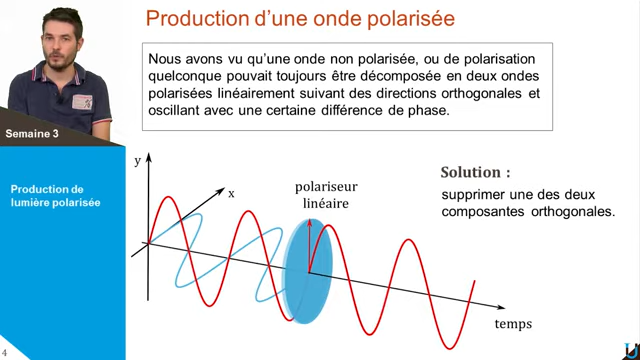 Production d'une onde polarisée
Nous avons vu qu'une onde non polarisée, ou de polarisation
quelconque pouvait toujours être décomposée en deux ondes
polarisées linéairement suivant des directions orthogonales et
oscillant avec une certaine différence de phase.
Semaine 3
Production de
lumière polarisée
y
x
polariseur
linéaire
Solution :
supprimer une des deux
composantes orthogonales.
temps
4